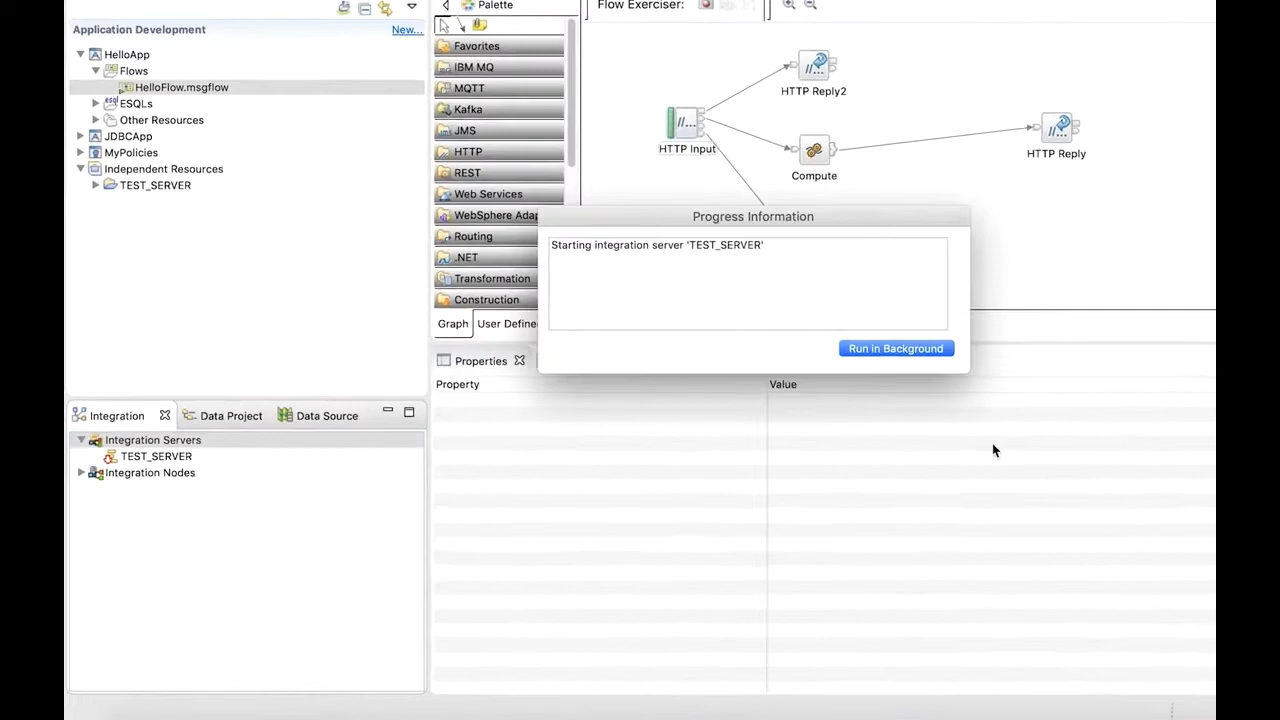 Application Development
New...
HelloApp
Flows
HelloFlow.msgflow
ESQLs
Other Resources
JDBCApp
MyPolicies
Independent Resources
TEST_SERVER
Integration
Data Project
Data Source
Integration Servers
TEST_SERVER
Integration Nodes
Palette
Favorites
IBM MQ
MQTT
Kafka
JMS
HTTP
REST
Web Services
WebSphere Adap
Routing
.NET
Transformation
Construction
Graph
User Define
Flow Exerciser:
HTTP Reply2
HTTP Input
HTTP Reply
Compute
Progress Information
Starting integration server 'TEST_SERVER'
Run in Background
Properties
Property
Value